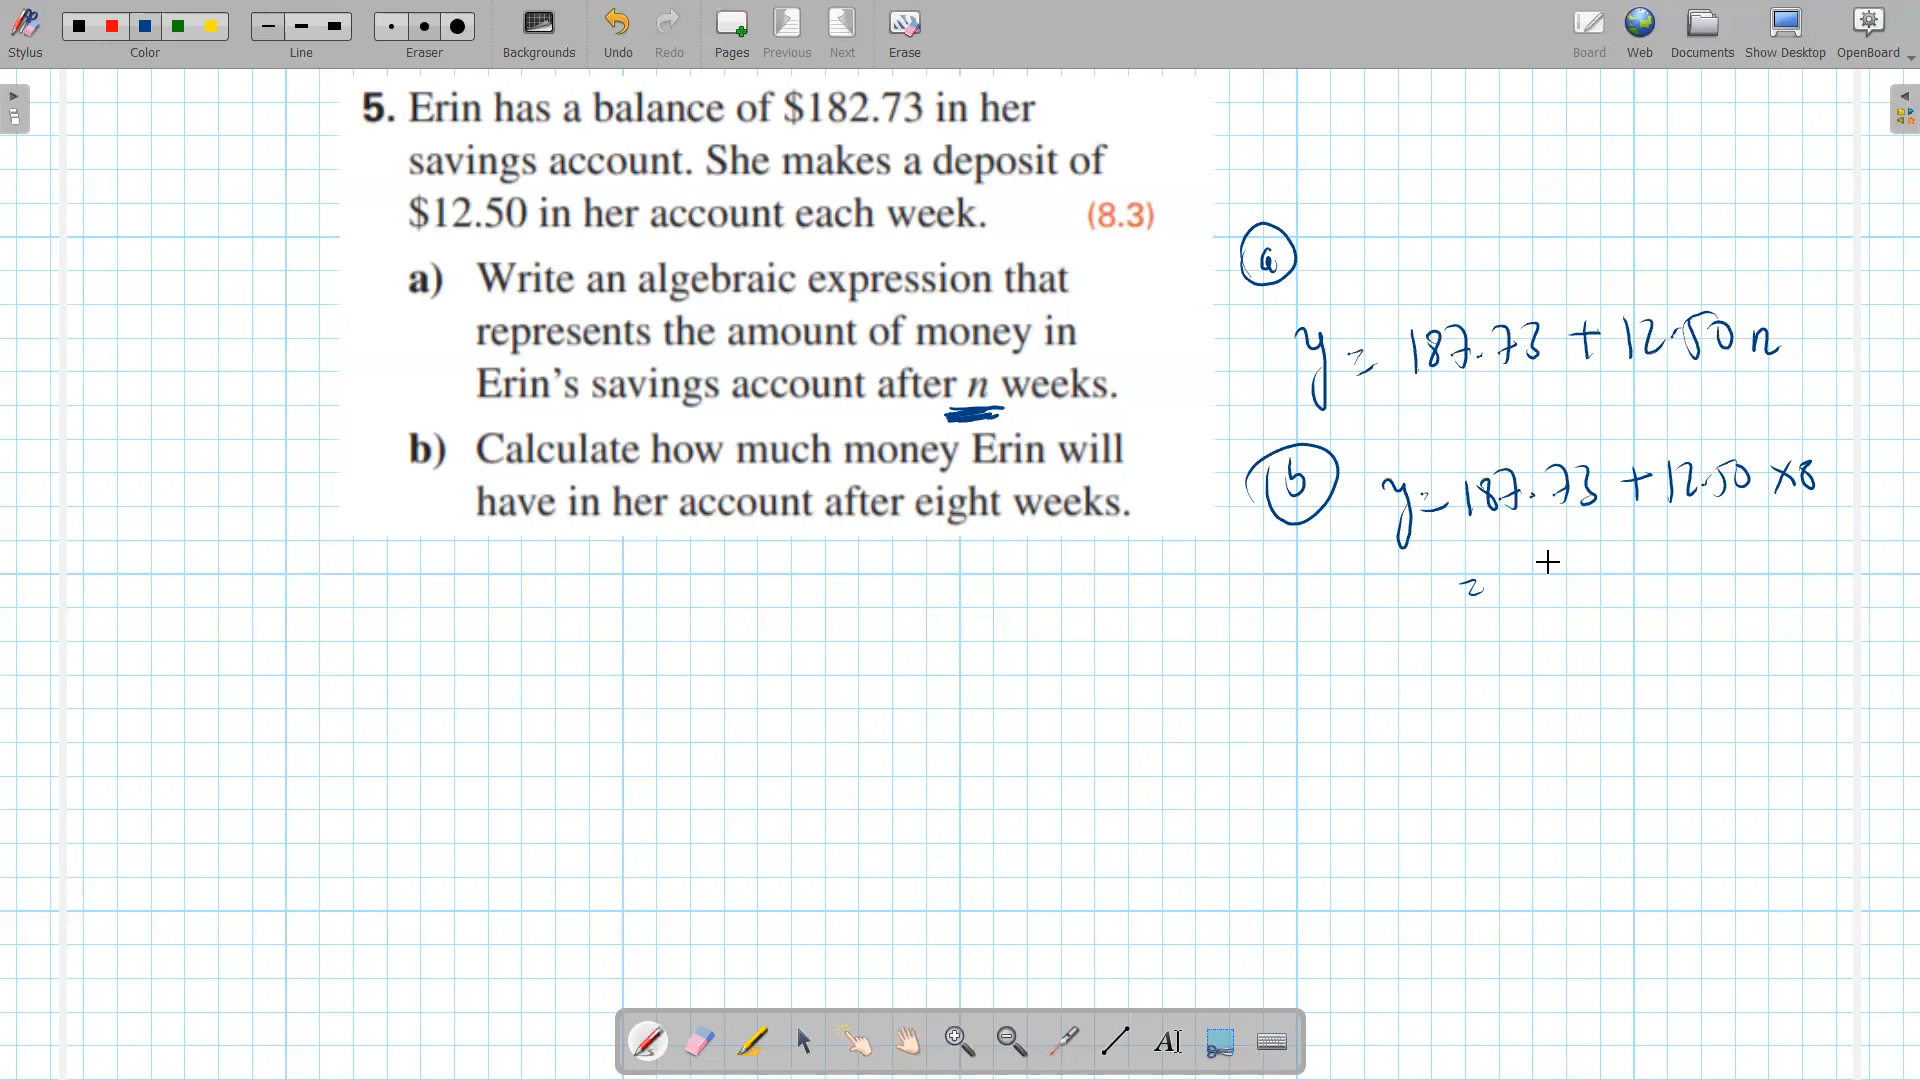 Stylus Color Line Eraser Backgrounds Undo Redo Pages Previous Next Erase Board Web Documents Show Desktop OpenBoard
5. Erin has a balance of $182.73 in her
savings account. She makes a deposit of
$12.50 in her account each week. (8.3)
a) Write an algebraic expression that
represents the amount of money in
Erin’s savings account after n weeks.
b) Calculate how much money Erin will
have in her account after eight weeks.
a
y = 187.73 + 12.50 n
b y = 187.73 + 12.50 × 8
=